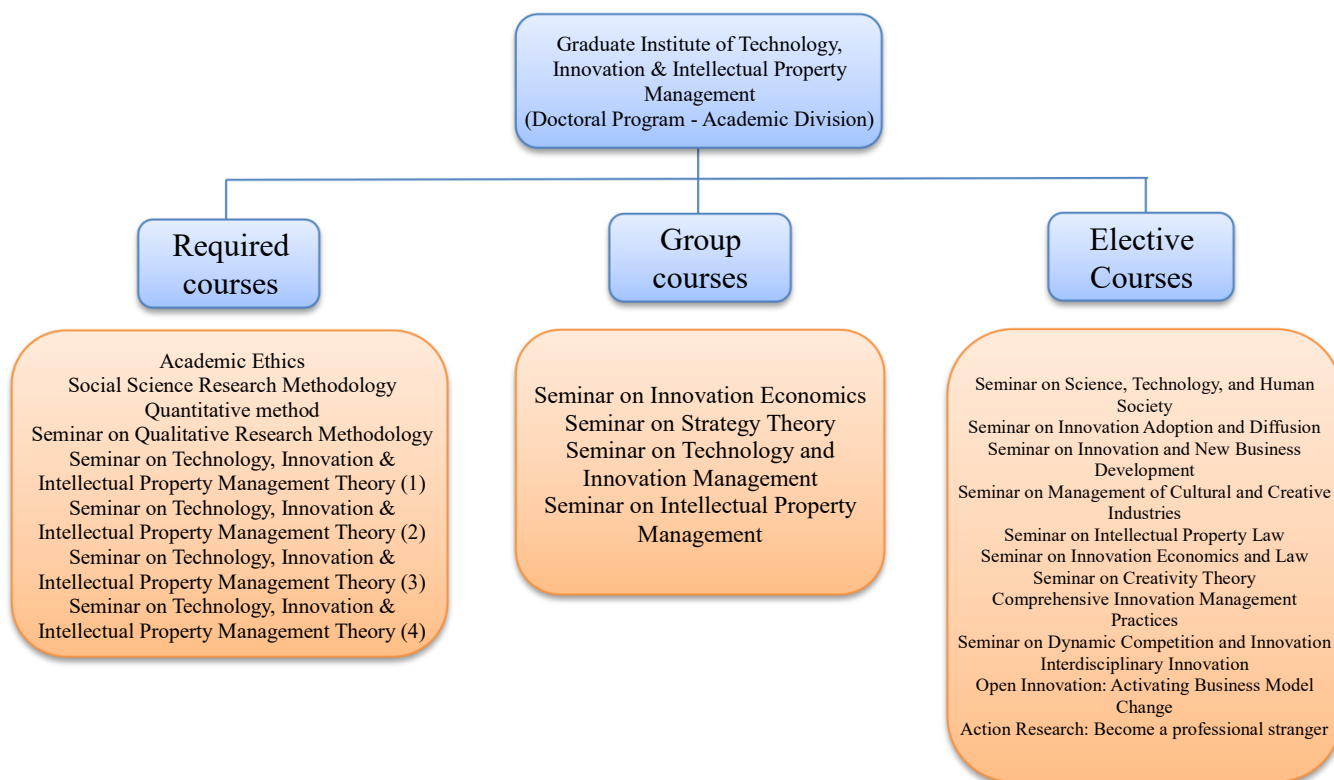 Graduate Institute of Technology,
Innovation & Intellectual Property
Management
(Doctoral Program - Academic Division)
Required
courses
Group
courses
Elective
Courses
Academic Ethics
Social Science Research Methodology
Quantitative method
Seminar on Qualitative Research Methodology
Seminar on Technology, Innovation &
Intellectual Property Management Theory (1)
Seminar on Technology, Innovation &
Intellectual Property Management Theory (2)
Seminar on Technology, Innovation &
Intellectual Property Management Theory (3)
Seminar on Technology, Innovation &
Intellectual Property Management Theory (4)
Seminar on Innovation Economics
Seminar on Strategy Theory
Seminar on Technology and
Innovation Management
Seminar on Intellectual Property
Management
Seminar on Science, Technology, and Human
Society
Seminar on Innovation Adoption and Diffusion
Seminar on Innovation and New Business
Development
Seminar on Management of Cultural and Creative
Industries
Seminar on Intellectual Property Law
Seminar on Innovation Economics and Law
Seminar on Creativity Theory
Comprehensive Innovation Management
Practices
Seminar on Dynamic Competition and Innovation
Interdisciplinary Innovation
Open Innovation: Activating Business Model
Change
Action Research: Become a professional stranger